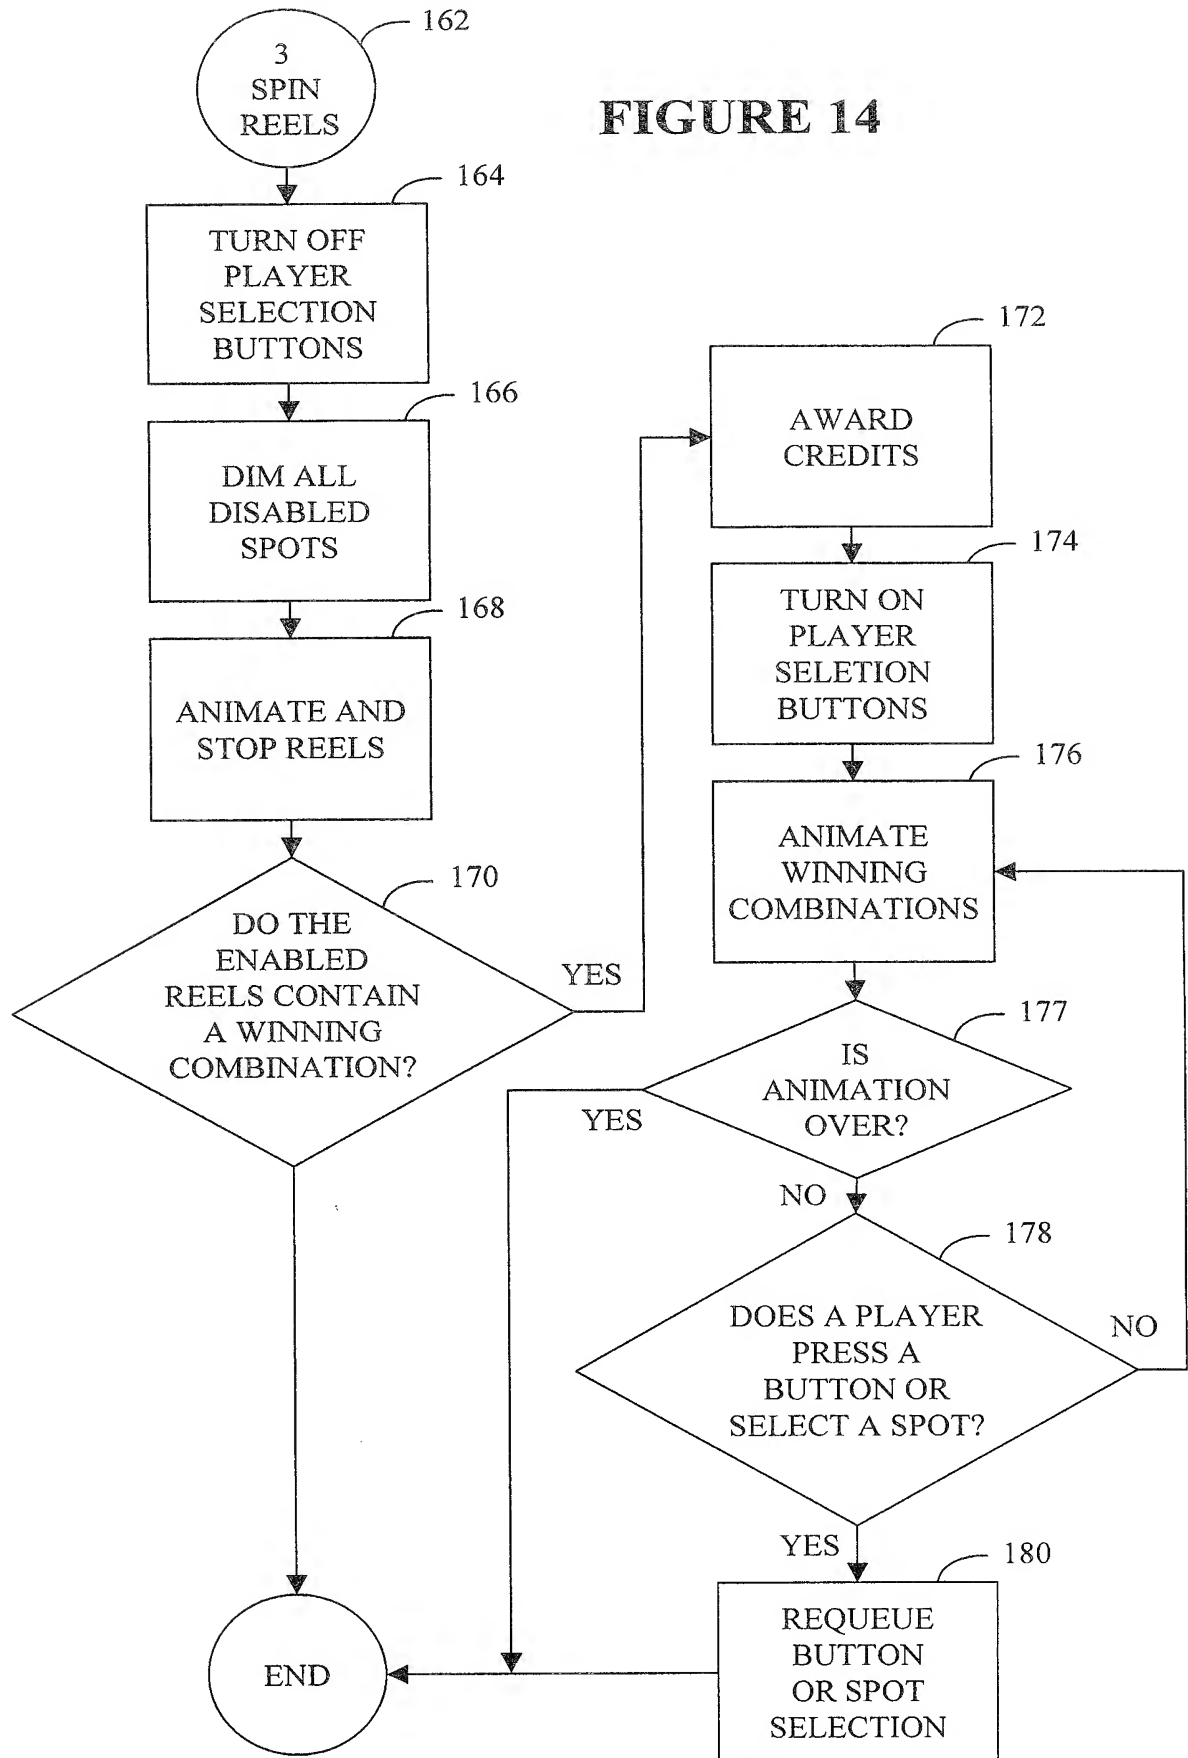 162
3
SPIN
REELS
FIGURE 14
164
TURN OFF
PLAYER
SELECTION
BUTTONS
166
DIM ALL
DISABLED
SPOTS
168
ANIMATE AND
STOP REELS
170
DO THE
ENABLED
REELS CONTAIN
A WINNING
COMBINATION?
YES
172
AWARD
CREDITS
174
TURN ON
PLAYER
SELETION
BUTTONS
176
ANIMATE
WINNING
COMBINATIONS
177
IS
ANIMATION
OVER?
YES
NO
178
DOES A PLAYER
PRESS A
BUTTON OR
SELECT A SPOT?
NO
YES
180
REQUEUE
BUTTON
OR SPOT
SELECTION
END